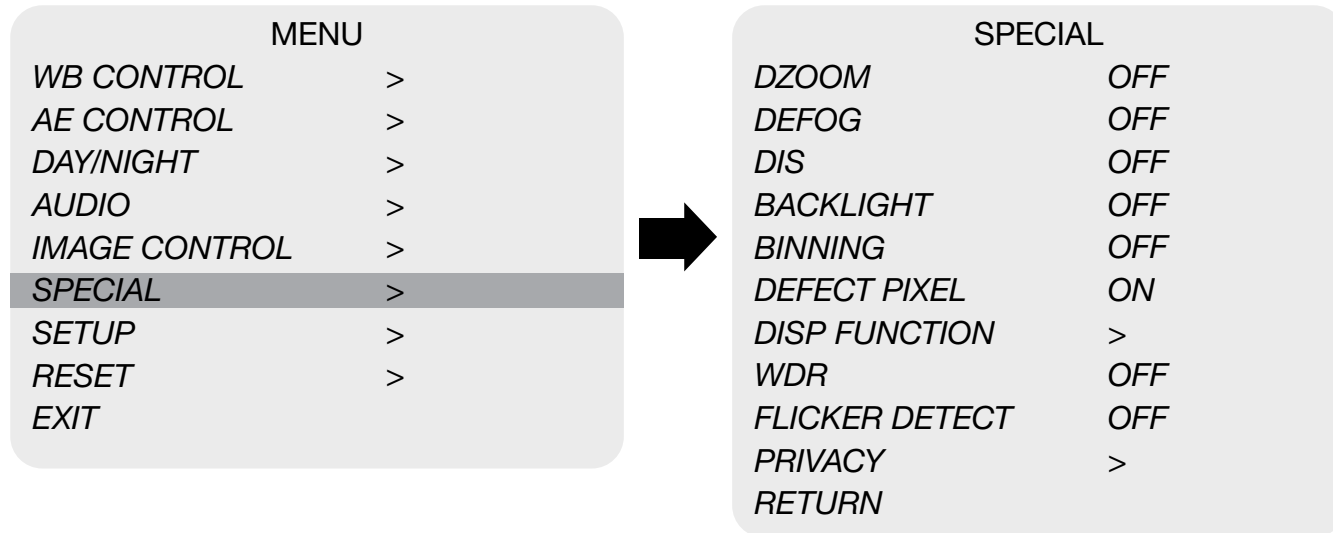 MENU
WB CONTROL >
AE CONTROL >
DAY/NIGHT >
AUDIO >
IMAGE CONTROL >
SPECIAL >
SETUP >
RESET >
EXIT
SPECIAL
DZOOM OFF
DEFOG OFF
DIS OFF
BACKLIGHT OFF
BINNING OFF
DEFECT PIXEL ON
DISP FUNCTION >
WDR OFF
FLICKER DETECT OFF
PRIVACY >
RETURN